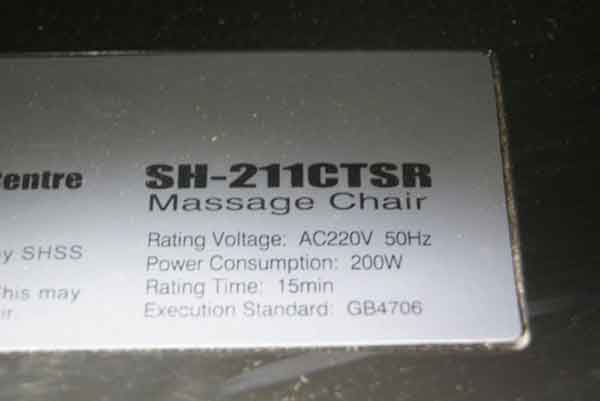 Centre
by SHSS
This may
SH-211CTSR
Massage Chair
Rating Voltage: AC220V 50Hz
Power Consumption: 200W
Rating Time: 15min
Execution Standard: GB4706